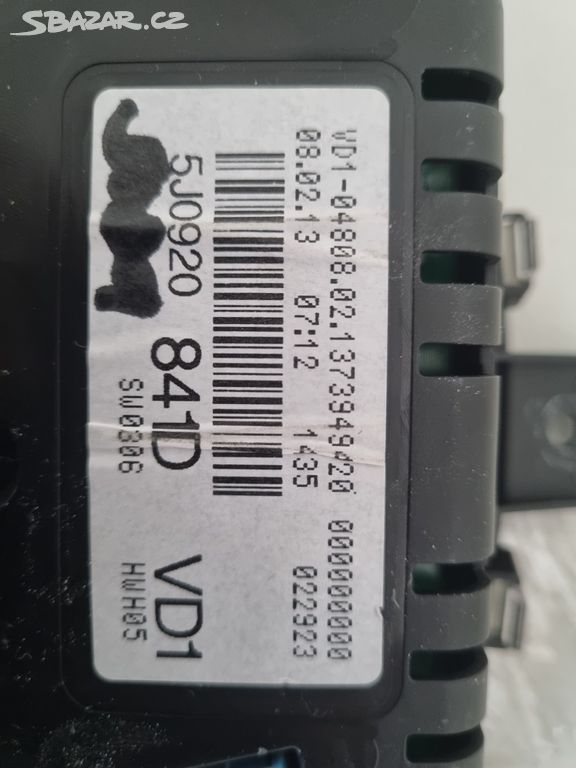 SBAZAR.CZ
VD1-04808.02.1373949420 000000000
08.02.13 07:12 1435 022923
5J0920 841D VD1
SW0306 HWH05